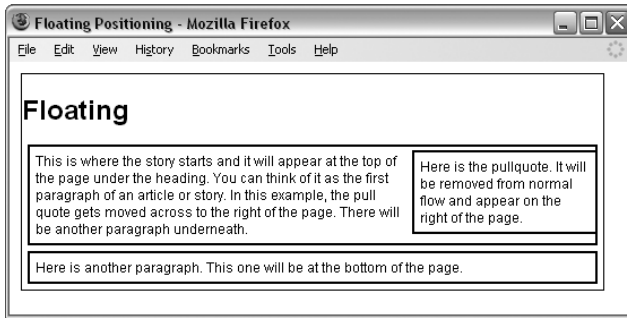 Floating Positioning - Mozilla Firefox
File Edit View History Bookmarks Tools Help
Floating
This is where the story starts and it will appear at the top of
the page under the heading. You can think of it as the first
paragraph of an article or story. In this example, the pull
quote gets moved across to the right of the page. There will
be another paragraph underneath.
Here is the pullquote. It will
be removed from normal
flow and appear on the
right of the page.
Here is another paragraph. This one will be at the bottom of the page.